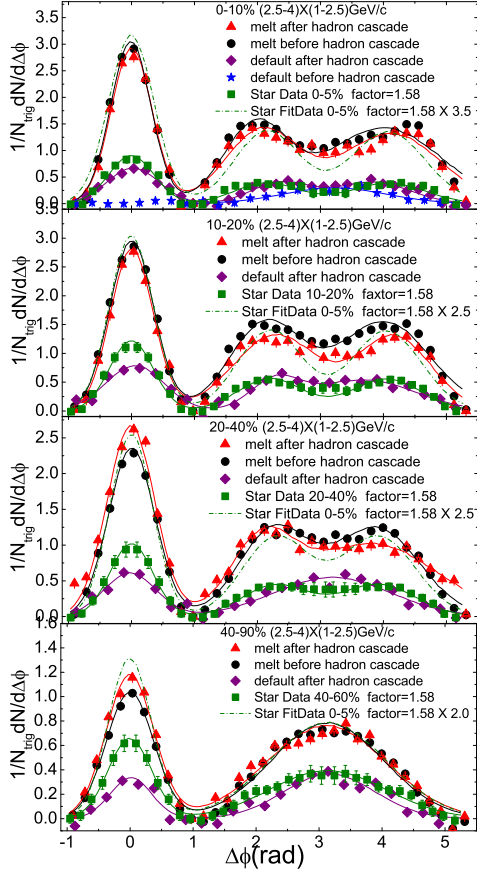 0-10% (2.5-4)X(1-2.5)GeV/c
melt after hadron cascade
melt before hadron cascade
default after hadron cascade
default before hadron cascade
Star Data 0-5% factor=1.58
Star FitData 0-5% factor=1.58 X 3.5
1/N_trig dN/dΔϕ
3.5
3.0
2.5
2.0
1.5
1.0
0.5
0.0
10-20% (2.5-4)X(1-2.5)GeV/c
melt after hadron cascade
melt before hadron cascade
default after hadron cascade
Star Data 10-20% faxtor=1.58
Star FitData 0-5% factor=1.58 X 2.5
1/N_trig dN/dΔϕ
3.5
3.0
2.5
2.0
1.5
1.0
0.5
0.0
20-40% (2.5-4)X(1-2.5)GeV/c
melt after hadron cascade
melt before hadron cascade
default after hadron cascade
Star Data 20-40% factor=1.58
Star FitData 0-5% factor=1.58 X 2.5
1/N_trig dN/dΔϕ
2.5
2.0
1.5
1.0
0.5
0.0
40-90% (2.5-4)X(1-2.5)GeV/c
melt after hadron cascade
melt before hadron cascade
default after hadron cascade
Star Data 40-60% factor=1.58
Star FitData 0-5% factor=1.58 X 2.0
1/N_trig dN/dΔϕ
1.6
1.4
1.2
1.0
0.8
0.6
0.4
0.2
0.0
-1 0 1 2 3 4 5
Δϕ(rad)